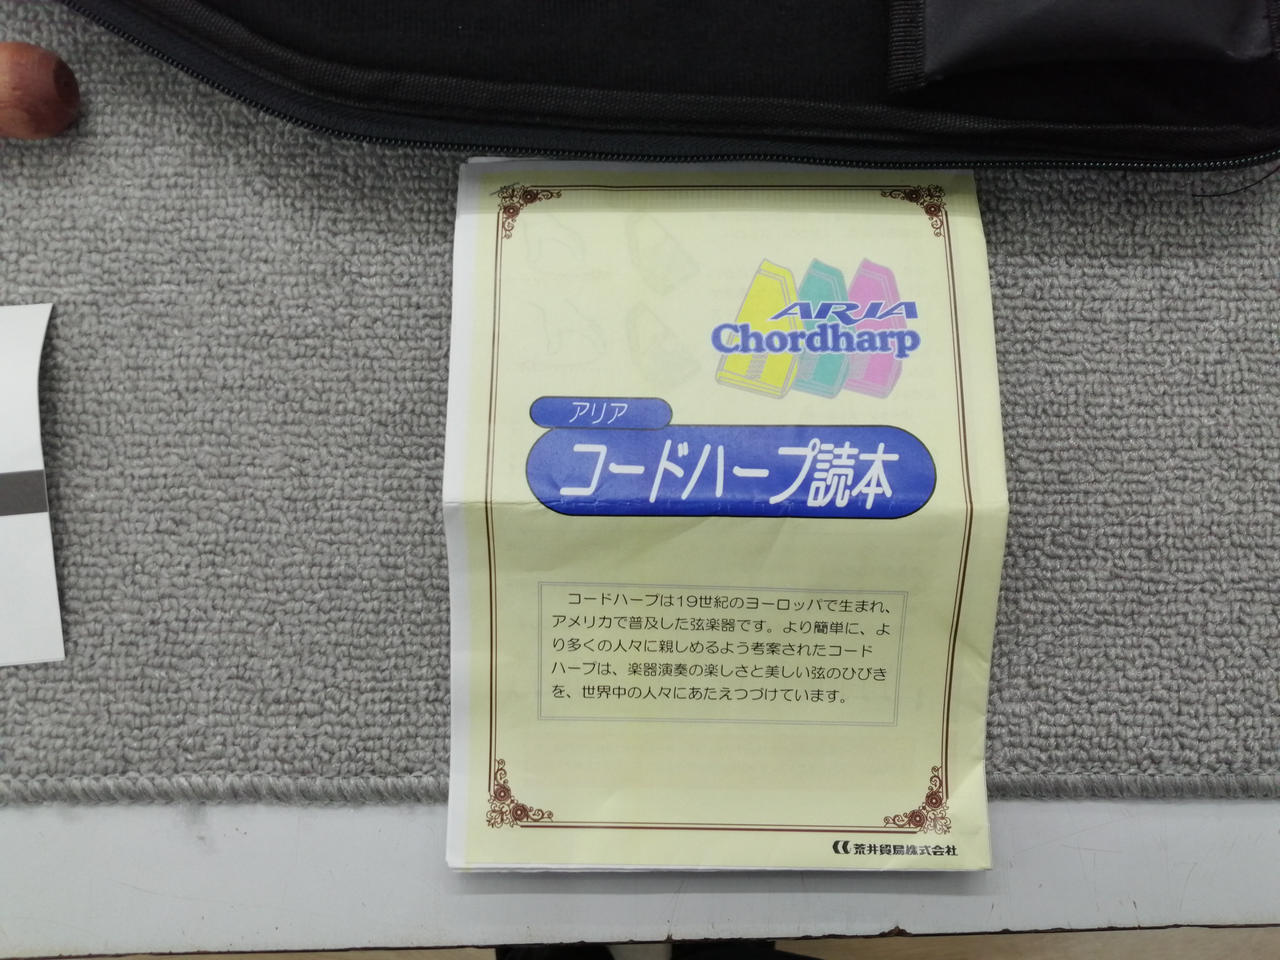 ARIA
Chordharp
アリア
コードハープ読本
コードハープは19世紀のヨーロッパで生まれ、
アメリカで普及した弦楽器です。より簡単に、よ
り多くの人々に親しめるよう考案されたコード
ハープは、楽器演奏の楽しさと美しい弦のひびき
を、世界中の人々にあたえつづけています。
荒井貿易株式会社